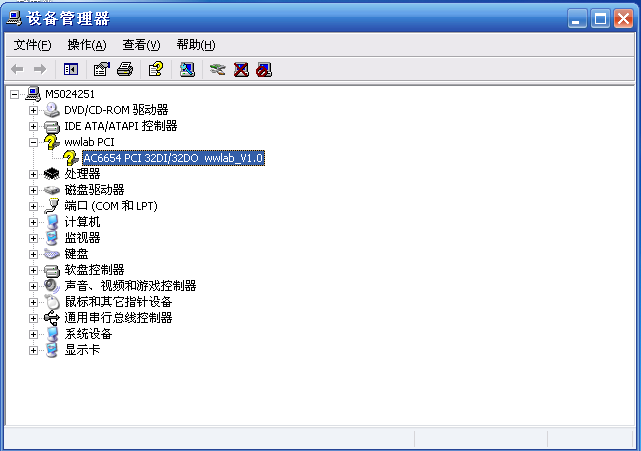 设备管理器
文件(F) 操作(A) 查看(V) 帮助(H)
MS024251
DVD/CD-ROM 驱动器
IDE ATA/ATAPI 控制器
wwlab PCI
AC6654 PCI 32DI/32DO wwlab_V1.0
处理器
磁盘驱动器
端口 (COM 和 LPT)
计算机
监视器
键盘
软盘控制器
声音、视频和游戏控制器
鼠标和其它指针设备
通用串行总线控制器
系统设备
显示卡